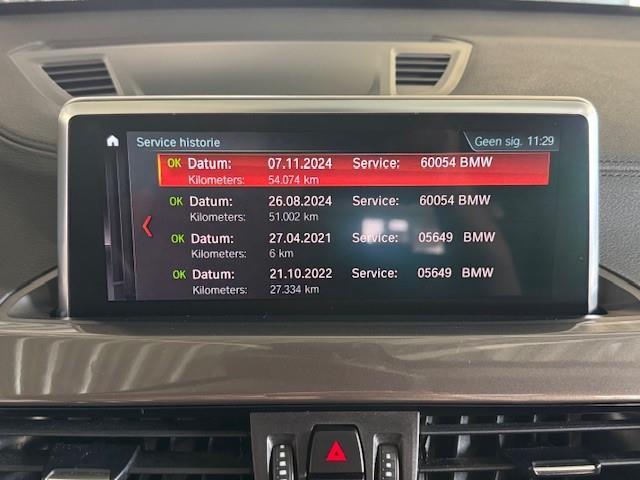 Service historie Geen sig. 11:29
OK Datum: 07.11.2024 Service: 60054 BMW
Kilometers: 54.074 km
OK Datum: 26.08.2024 Service: 60054 BMW
Kilometers: 51.002 km
OK Datum: 27.04.2021 Service: 05649 BMW
Kilometers: 6 km
OK Datum: 21.10.2022 Service: 05649 BMW
Kilometers: 27.334 km